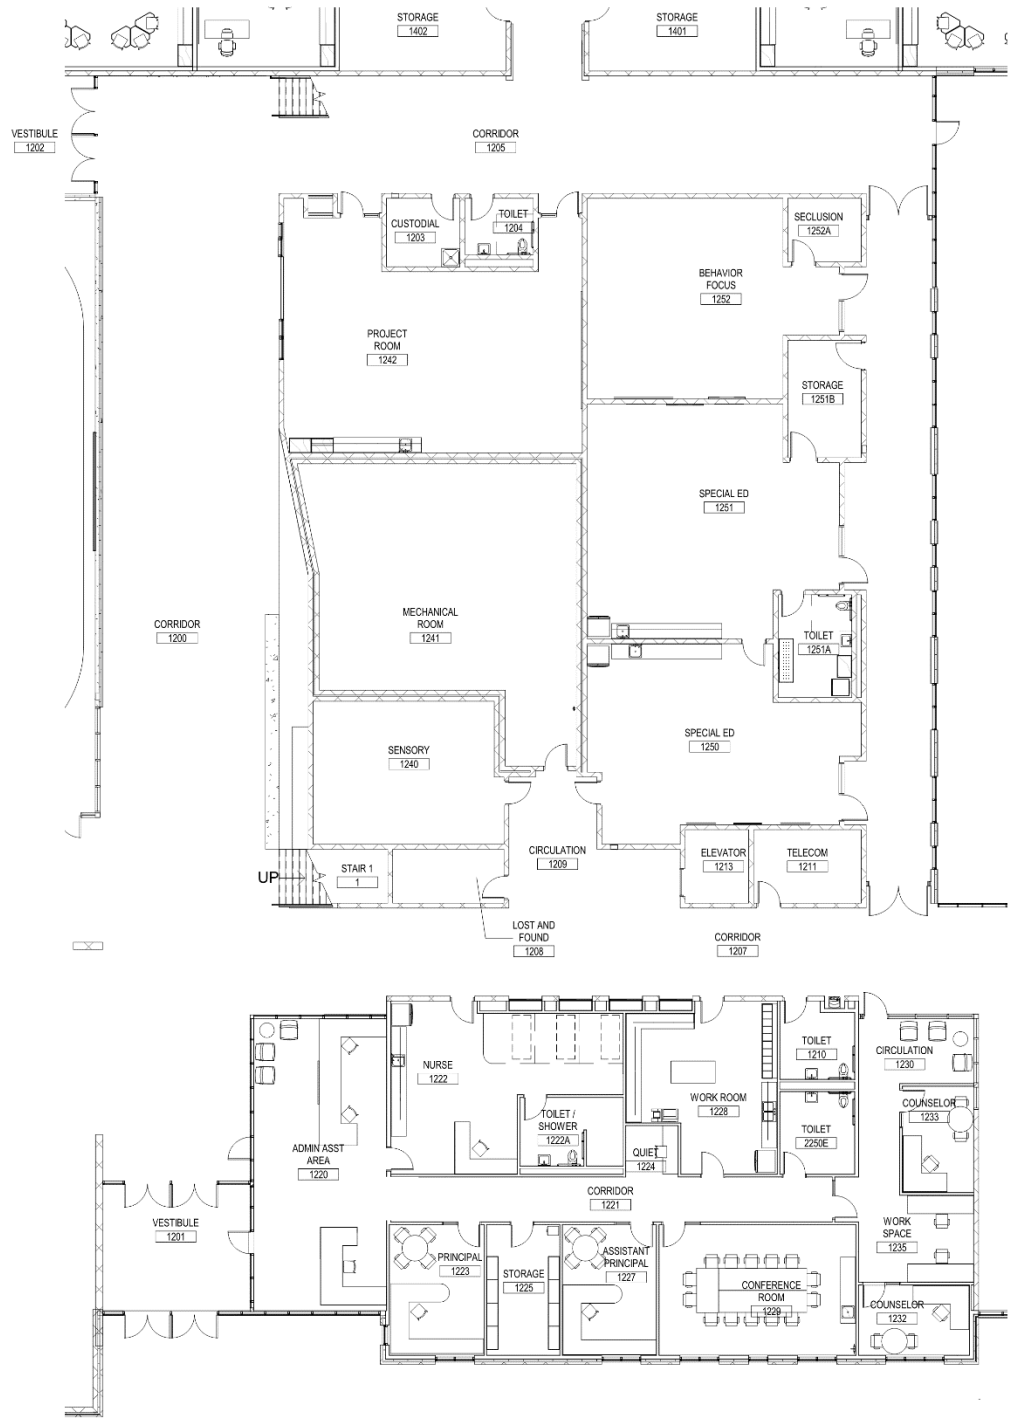 STORAGE
1402
STORAGE
1401
VESTIBULE
1202
CORRIDOR
1205
CUSTODIAL
1203
TOILET
1204
SECLUSION
1252A
BEHAVIOR
FOCUS
1252
PROJECT
ROOM
1242
STORAGE
1251B
SPECIAL ED
1251
CORRIDOR
1200
MECHANICAL
ROOM
1241
TOILET
1251A
SENSORY
1240
SPECIAL ED
1250
UP
STAIR 1
1
CIRCULATION
1209
ELEVATOR
1213
TELECOM
1211
LOST AND
FOUND
1208
CORRIDOR
1207
NURSE
1222
TOILET
1210
CIRCULATION
1230
WORK ROOM
1228
COUNSELOR
1233
TOILET /
SHOWER
1222A
TOILET
2250E
ADMIN ASST
AREA
1220
QUIET
1224
CORRIDOR
1221
VESTIBULE
1201
WORK
SPACE
1235
PRINCIPAL
1223
STORAGE
1225
ASSISTANT
PRINCIPAL
1227
CONFERENCE
ROOM
1229
COUNSELOR
1232